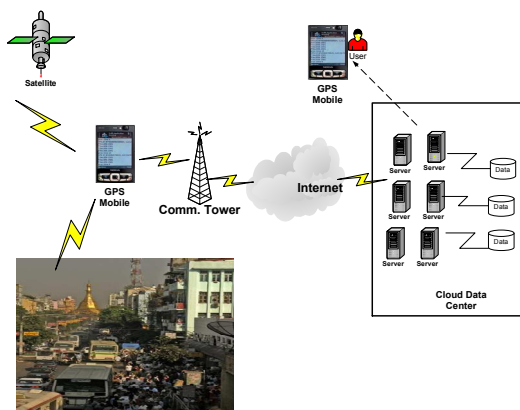 Satellite
GPS
Mobile
Comm. Tower
Internet
User
GPS
Mobile
Server
Server
Data
Server
Server
Data
Server
Server
Data
Cloud Data
Center